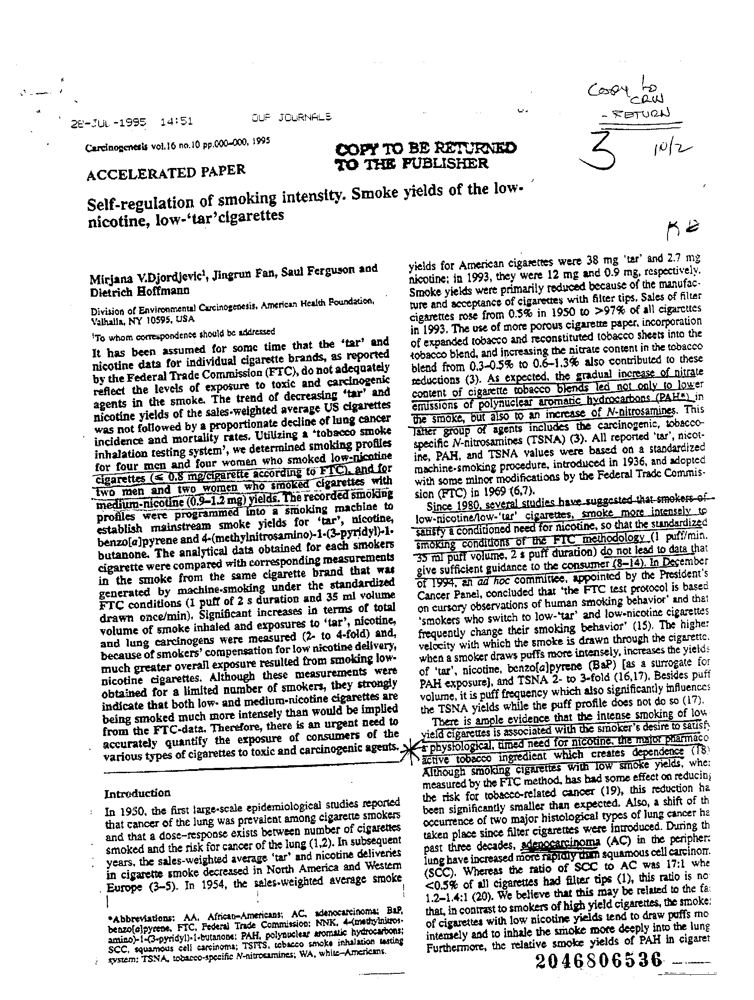 Copy to
CRW
- RETURN
28-JUL-1995 14:51 OUP JOURNALS
3 10/2
Carcinogenesis vol.16 no.10 pp.000-000, 1995
COPY TO BE RETURNED
TO THE PUBLISHER
ACCELERATED PAPER
Self-regulation of smoking intensity. Smoke yields of the low-
nicotine, low-‘tar’cigarettes
Mirjana V.Djordjevic¹, Jingrun Fan, Saul Ferguson and
Dietrich Hoffmann
Division of Environmental Carcinogenesis, American Health Foundation,
Valhalla, NY 10595, USA
¹To whom correspondence should be addressed
It has been assumed for some time that the ‘tar’ and
nicotine data for individual cigarette brands, as reported
by the Federal Trade Commission (FTC), do not adequately
reflect the levels of exposure to toxic and carcinogenic
agents in the smoke. The trend of decreasing ‘tar’ and
nicotine yields of the sales-weighted average US cigarettes
was not followed by a proportionate decline of lung cancer
incidence and mortality rates. Utilizing a ‘tobacco smoke
inhalation testing system’, we determined smoking profiles
for four men and four women who smoked low-nicotine
cigarettes (≤ 0.8 mg/cigarette according to FTC), and for
two men and two women who smoked cigarettes with
medium-nicotine (0.9–1.2 mg) yields. The recorded smoking
profiles were programmed into a smoking machine to
establish mainstream smoke yields for ‘tar’, nicotine,
benzo[a]pyrene and 4-(methylnitrosamino)-1-(3-pyridyl)-1-
butanone. The analytical data obtained for each smokers
cigarette were compared with corresponding measurements
in the smoke from the same cigarette brand that was
generated by machine-smoking under the standardized
FTC conditions (1 puff of 2 s duration and 35 ml volume
drawn once/min). Significant increases in terms of total
volume of smoke inhaled and exposures to ‘tar’, nicotine,
and lung carcinogens were measured (2- to 4-fold) and,
because of smokers’ compensation for low nicotine delivery,
much greater overall exposure resulted from smoking low-
nicotine cigarettes. Although these measurements were
obtained for a limited number of smokers, they strongly
indicate that both low- and medium-nicotine cigarettes are
being smoked much more intensely than would be implied
from the FTC-data. Therefore, there is an urgent need to
accurately quantify the exposure of consumers of the
various types of cigarettes to toxic and carcinogenic agents.
Introduction
In 1950, the first large-scale epidemiological studies reported
that cancer of the lung was prevalent among cigarette smokers
and that a dose–response exists between number of cigarettes
smoked and the risk for cancer of the lung (1,2). In subsequent
years, the sales-weighted average ‘tar’ and nicotine deliveries
in cigarette smoke decreased in North America and Western
Europe (3–5). In 1954, the sales-weighted average smoke
*Abbreviations: AA, African-Americans; AC, adenocarcinoma; BaP,
benzo[a]pyrene, FTC, Federal Trade Commission; NNK, 4-(methylnitros-
amino)-1-(3-pyridyl)-1-butanone; PAH, polynuclear aromatic hydrocarbons;
SCC, squamous cell carcinoma; TSITS, tobacco smoke inhalation testing
system; TSNA, tobacco-specific N-nitrosamines; WA, white-Americans.
yields for American cigarettes were 38 mg ‘tar’ and 2.7 mg
nicotine; in 1993, they were 12 mg and 0.9 mg, respectively.
Smoke yields were primarily reduced because of the manufac-
ture and acceptance of cigarettes with filter tips. Sales of filter
cigarettes rose from 0.5% in 1950 to >97% of all cigarettes
in 1993. The use of more porous cigarette paper, incorporation
of expanded tobacco and reconstituted tobacco sheets into the
tobacco blend, and increasing the nitrate content in the tobacco
blend from 0.3–0.5% to 0.6–1.3% also contributed to these
reductions (3). As expected, the gradual increase of nitrate
content of cigarette tobacco blends led not only to lower
emissions of polynuclear aromatic hydrocarbons (PAH*) in
the smoke, but also to an increase of N-nitrosamines. This
latter group of agents includes the carcinogenic, tobacco-
specific N-nitrosamines (TSNA) (3). All reported ‘tar’, nicot-
ine, PAH, and TSNA values were based on a standardized
machine-smoking procedure, introduced in 1936, and adopted
with some minor modifications by the Federal Trade Commis-
sion (FTC) in 1969 (6,7).
Since 1980, several studies have suggested that smokers of
low-nicotine/low-‘tar’ cigarettes, smoke more intensely to
satisfy a conditioned need for nicotine, so that the standardized
smoking conditions of the FTC methodology (1 puff/min.
35 ml puff volume, 2 s puff duration) do not lead to data that
give sufficient guidance to the consumer (8–14). In December
of 1994, an ad hoc committee, appointed by the President’s
Cancer Panel, concluded that ‘the FTC test protocol is based
on cursory observations of human smoking behavior’ and that
‘smokers who switch to low-‘tar’ and low-nicotine cigarettes
frequently change their smoking behavior’ (15). The higher
velocity with which the smoke is drawn through the cigarette.
when a smoker draws puffs more intensely, increases the yields
of ‘tar’, nicotine, benzo[a]pyrene (BaP) [as a surrogate for
PAH exposure], and TSNA 2- to 3-fold (16,17). Besides puff
volume, it is puff frequency which also significantly influences
the TSNA yields while the puff profile does not do so (17).
There is ample evidence that the intense smoking of low
yield cigarettes is associated with the smoker’s desire to satisfy
a physiological, timed need for nicotine, the major pharmaco
active tobacco ingredient which creates dependence (18)
Although smoking cigarettes with low smoke yields, whe
measured by the FTC method, has had some effect on reducin
the risk for tobacco-related cancer (19), this reduction ha
been significantly smaller than expected. Also, a shift of th
occurrence of two major histological types of lung cancer ha
taken place since filter cigarettes were introduced. During th
past three decades, adenocarcinoma (AC) in the peripher
lung have increased more rapidly than squamous cell carcinom
(SCC). Whereas the ratio of SCC to AC was 17:1 whe
<0.5% of all cigarettes had filter tips (1), this ratio is no
1.2–1.4:1 (20). We believe that this may be related to the fa
that, in contrast to smokers of high yield cigarettes, the smoke
of cigarettes with low nicotine yields tend to draw puffs mo
intensely and to inhale the smoke more deeply into the lung
Furthermore, the relative smoke yields of PAH in cigaret
2046806536